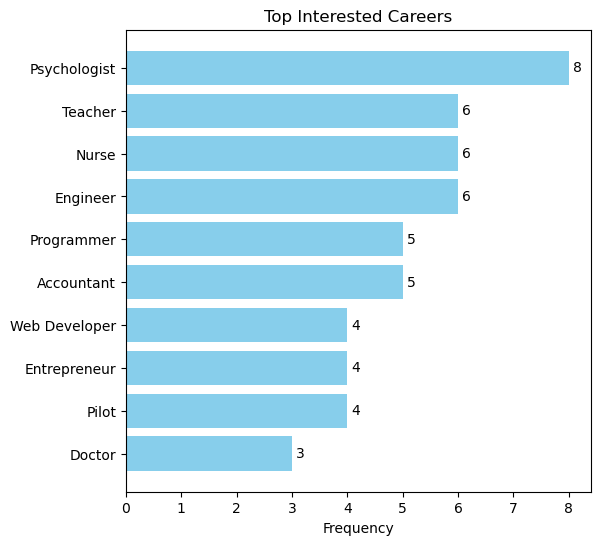 Top Interested Careers
Psychologist 8
Teacher 6
Nurse 6
Engineer 6
Programmer 5
Accountant 5
Web Developer 4
Entrepreneur 4
Pilot 4
Doctor 3
0 1 2 3 4 5 6 7 8
Frequency